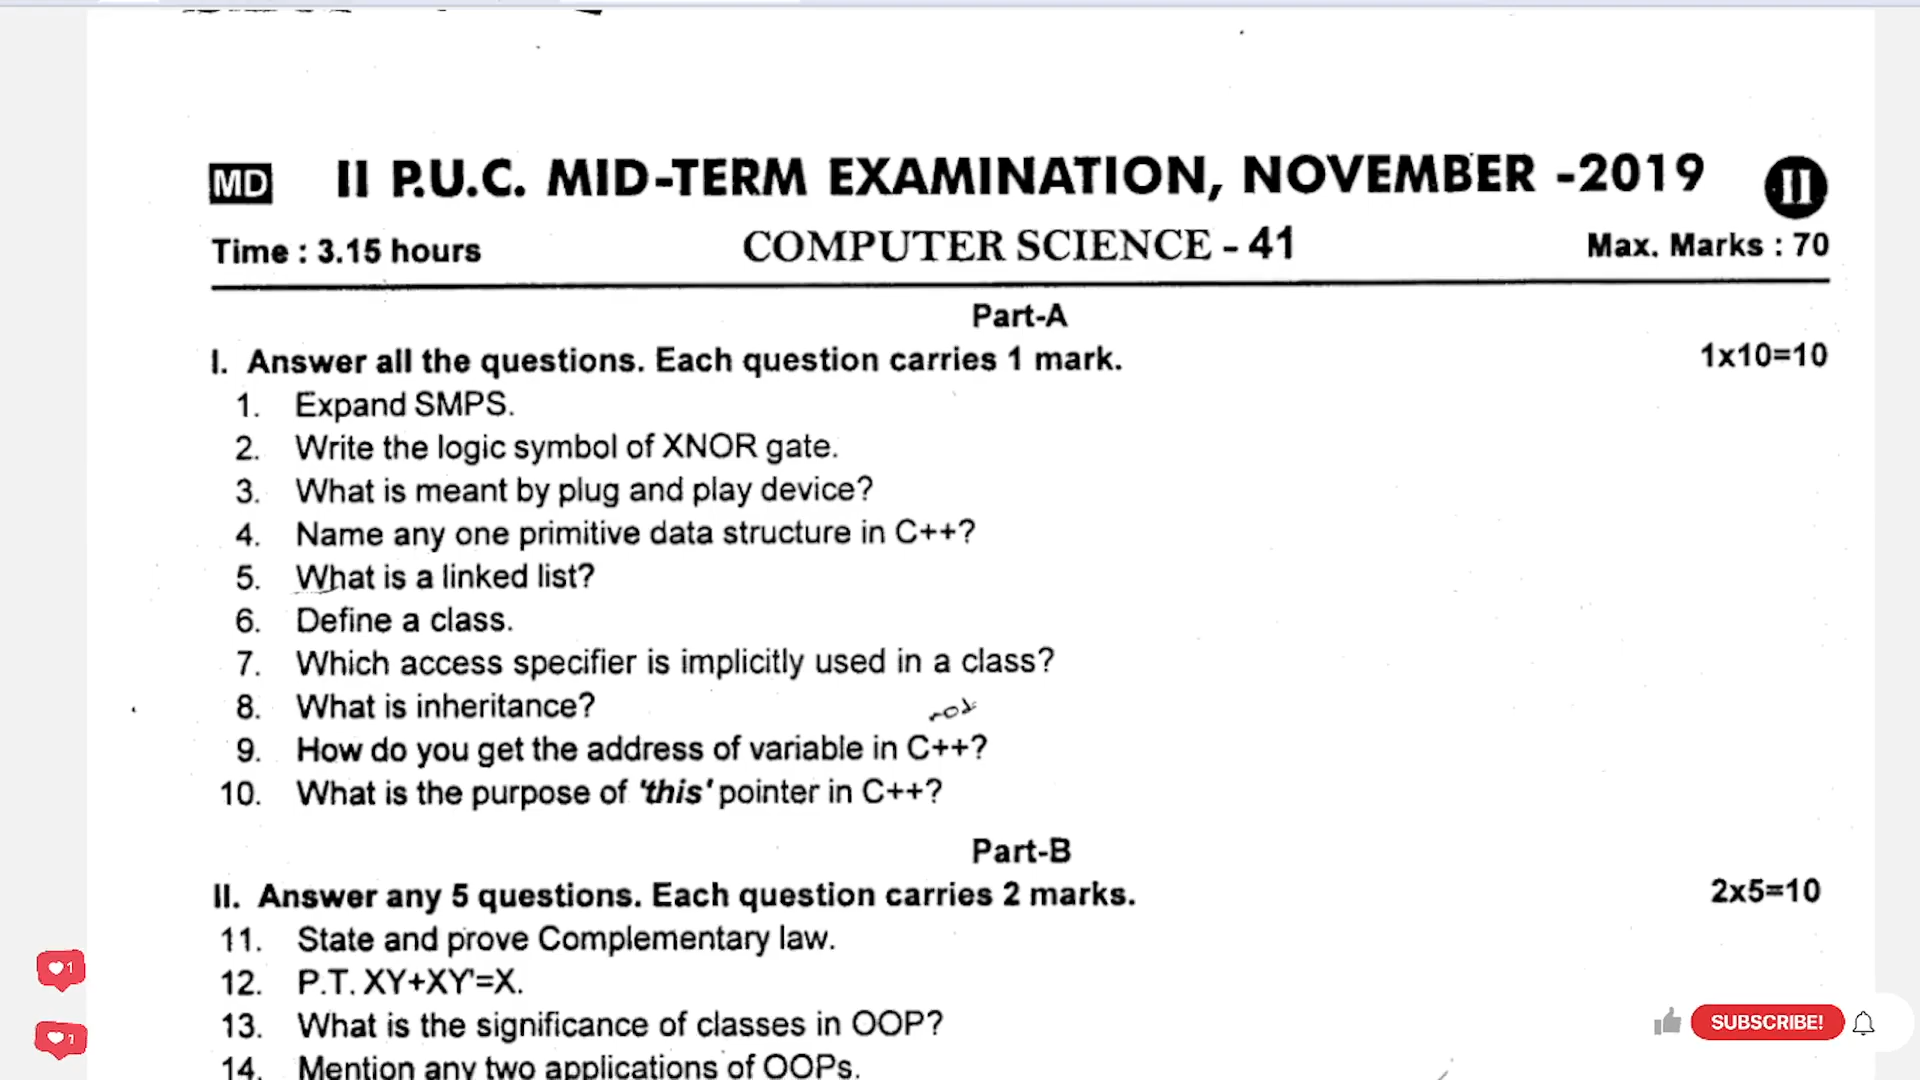 MD II P.U.C. MID-TERM EXAMINATION, NOVEMBER -2019 II
Time : 3.15 hours COMPUTER SCIENCE - 41 Max. Marks : 70
Part-A
I. Answer all the questions. Each question carries 1 mark. 1x10=10
1. Expand SMPS.
2. Write the logic symbol of XNOR gate.
3. What is meant by plug and play device?
4. Name any one primitive data structure in C++?
5. What is a linked list?
6. Define a class.
7. Which access specifier is implicitly used in a class?
8. What is inheritance?
9. How do you get the address of variable in C++?
10. What is the purpose of 'this' pointer in C++?
Part-B
II. Answer any 5 questions. Each question carries 2 marks. 2x5=10
11. State and prove Complementary law.
12. P.T. XY+XY'=X.
13. What is the significance of classes in OOP?
14. Mention any two applications of OOPs.
1
1
SUBSCRIBE!